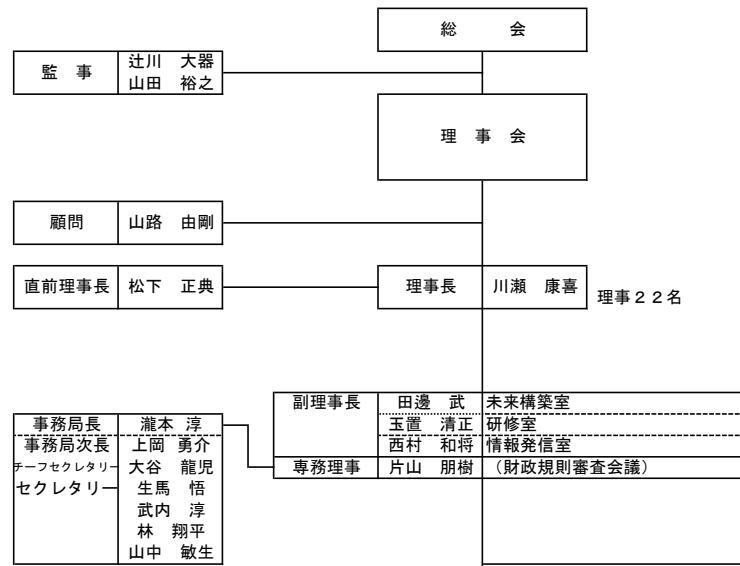 総　会
監　事　辻川　大器
山田　裕之
理　事　会
顧問　山路　由剛
直前理事長　松下　正典
理事長　川瀬　康喜
理事２２名
副理事長　田邊　武　未来構築室
玉置　清正　研修室
西村　和将　情報発信室
専務理事　片山　朋樹　（財政規則審査会議）
事務局長　瀧本　淳
事務局次長　上岡　勇介
チーフセクレタリー　大谷　龍児
セクレタリー　生馬　悟
武内　淳
林　翔平
山中　敏生